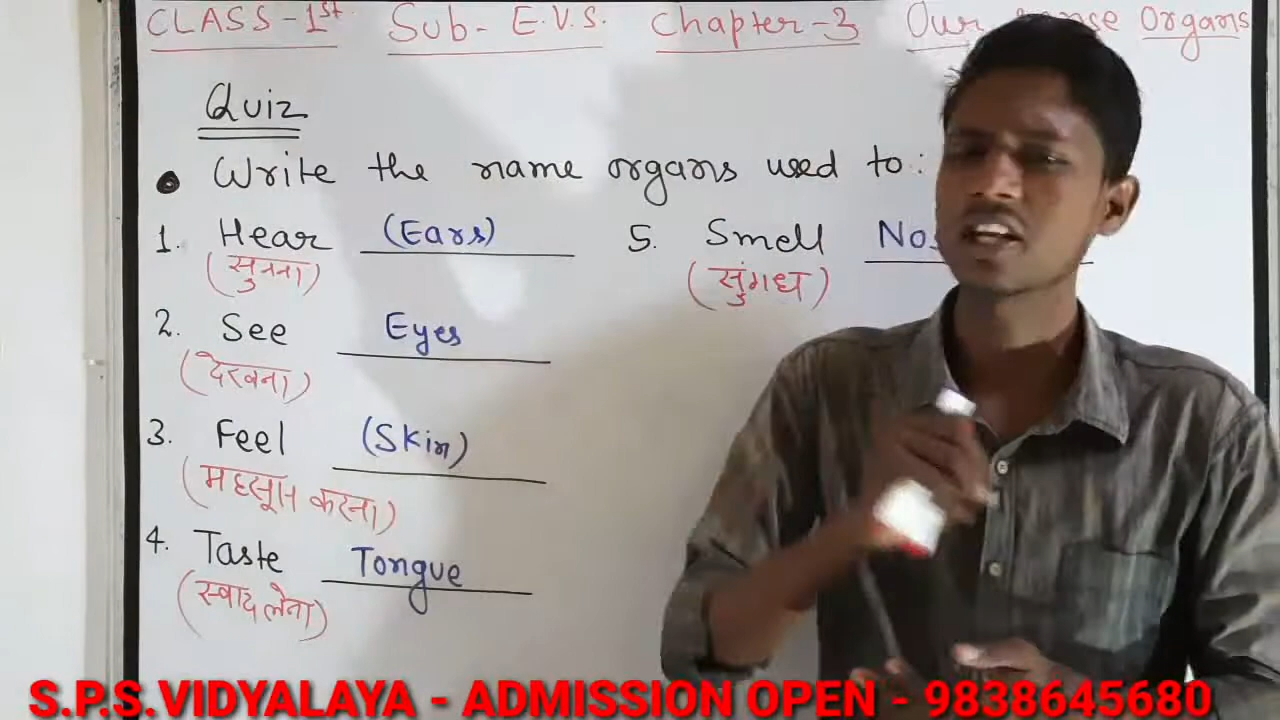 CLASS - 1st Sub - E.V.S. Chapter - 3 Our Sense Organs
Quiz
• Write the name organs used to :
1. Hear (Ears)
(सुनना)
2. See Eyes
(देखना)
3. Feel (Skin)
(महसूस करना)
4. Taste Tongue
(स्वाद लेना)
5. Smell Nos
(सुंगध)
S.P.S.VIDYALAYA - ADMISSION OPEN - 9838645680